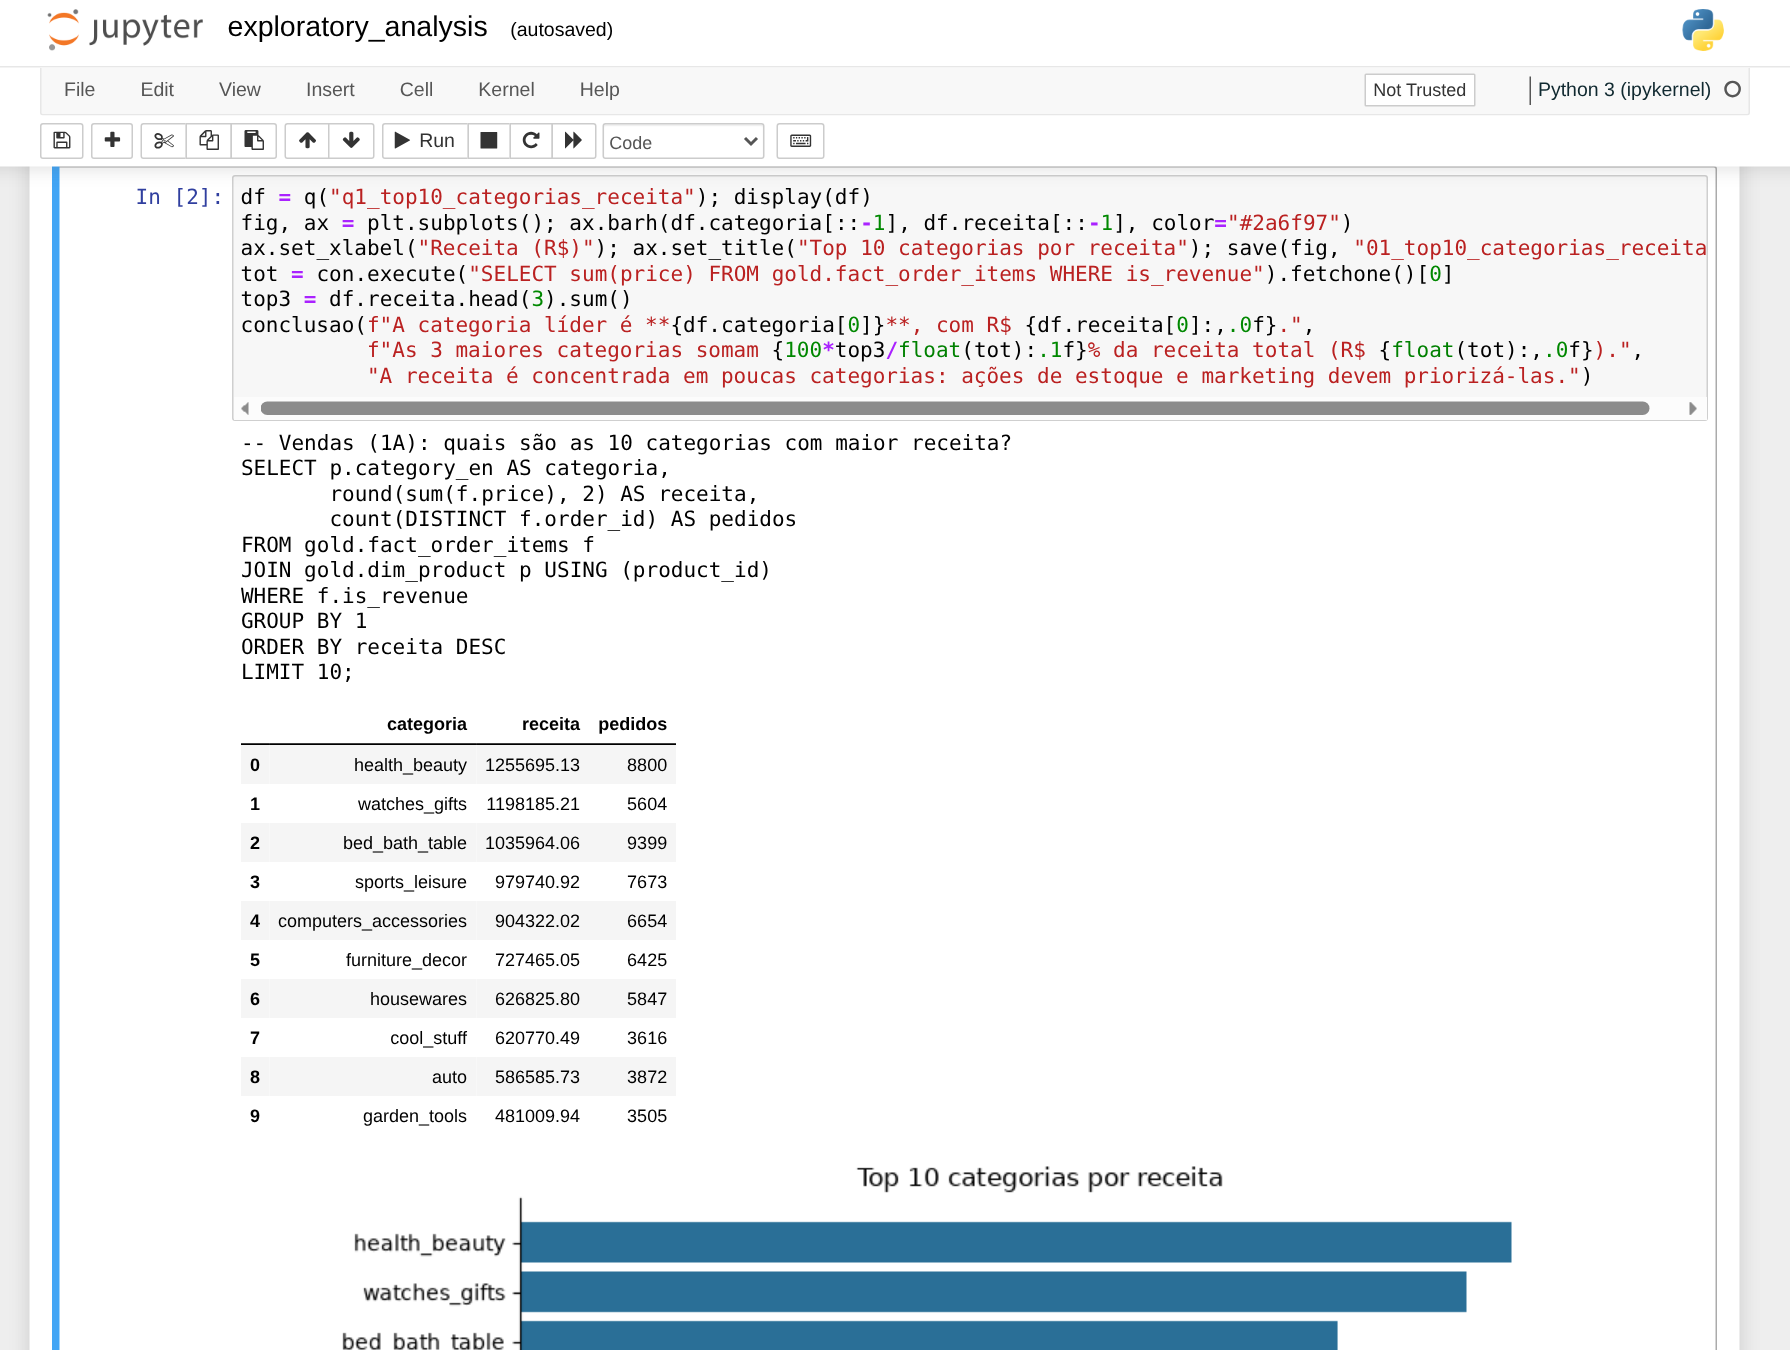 jupyter exploratory_analysis (autosaved)
File Edit View Insert Cell Kernel Help Not Trusted Python 3 (ipykernel)
Run Code
In [2]:
df = q("q1_top10_categorias_receita"); display(df)
fig, ax = plt.subplots(); ax.barh(df.categoria[::-1], df.receita[::-1], color="#2a6f97")
ax.set_xlabel("Receita (R$)"); ax.set_title("Top 10 categorias por receita"); save(fig, "01_top10_categorias_receita
tot = con.execute("SELECT sum(price) FROM gold.fact_order_items WHERE is_revenue").fetchone()[0]
top3 = df.receita.head(3).sum()
conclusao(f"A categoria líder é **{df.categoria[0]}**, com R$ {df.receita[0]:,.0f}.",
f"As 3 maiores categorias somam {100*top3/float(tot):.1f}% da receita total (R$ {float(tot):,.0f}).",
"A receita é concentrada em poucas categorias: ações de estoque e marketing devem priorizá-las.")
-- Vendas (1A): quais são as 10 categorias com maior receita?
SELECT p.category_en AS categoria,
round(sum(f.price), 2) AS receita,
count(DISTINCT f.order_id) AS pedidos
FROM gold.fact_order_items f
JOIN gold.dim_product p USING (product_id)
WHERE f.is_revenue
GROUP BY 1
ORDER BY receita DESC
LIMIT 10;
categoria receita pedidos
0 health_beauty 1255695.13 8800
1 watches_gifts 1198185.21 5604
2 bed_bath_table 1035964.06 9399
3 sports_leisure 979740.92 7673
4 computers_accessories 904322.02 6654
5 furniture_decor 727465.05 6425
6 housewares 626825.80 5847
7 cool_stuff 620770.49 3616
8 auto 586585.73 3872
9 garden_tools 481009.94 3505
Top 10 categorias por receita
health_beauty
watches_gifts
bed_bath_table